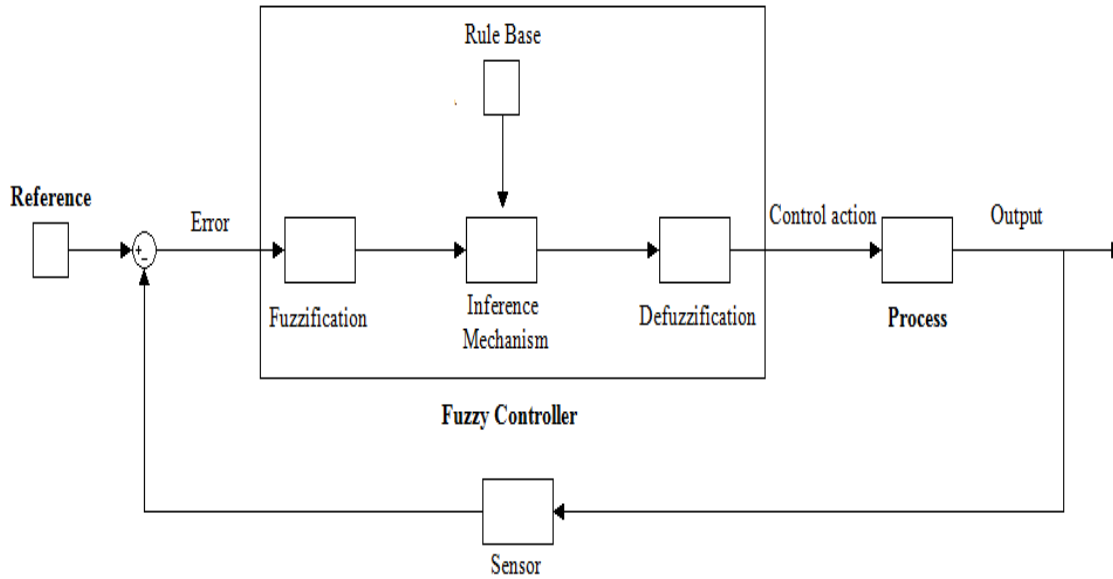 Rule Base
Reference
Error
Control action
Output
+
-
Fuzzification
Inference
Mechanism
Defuzzification
Process
Fuzzy Controller
Sensor